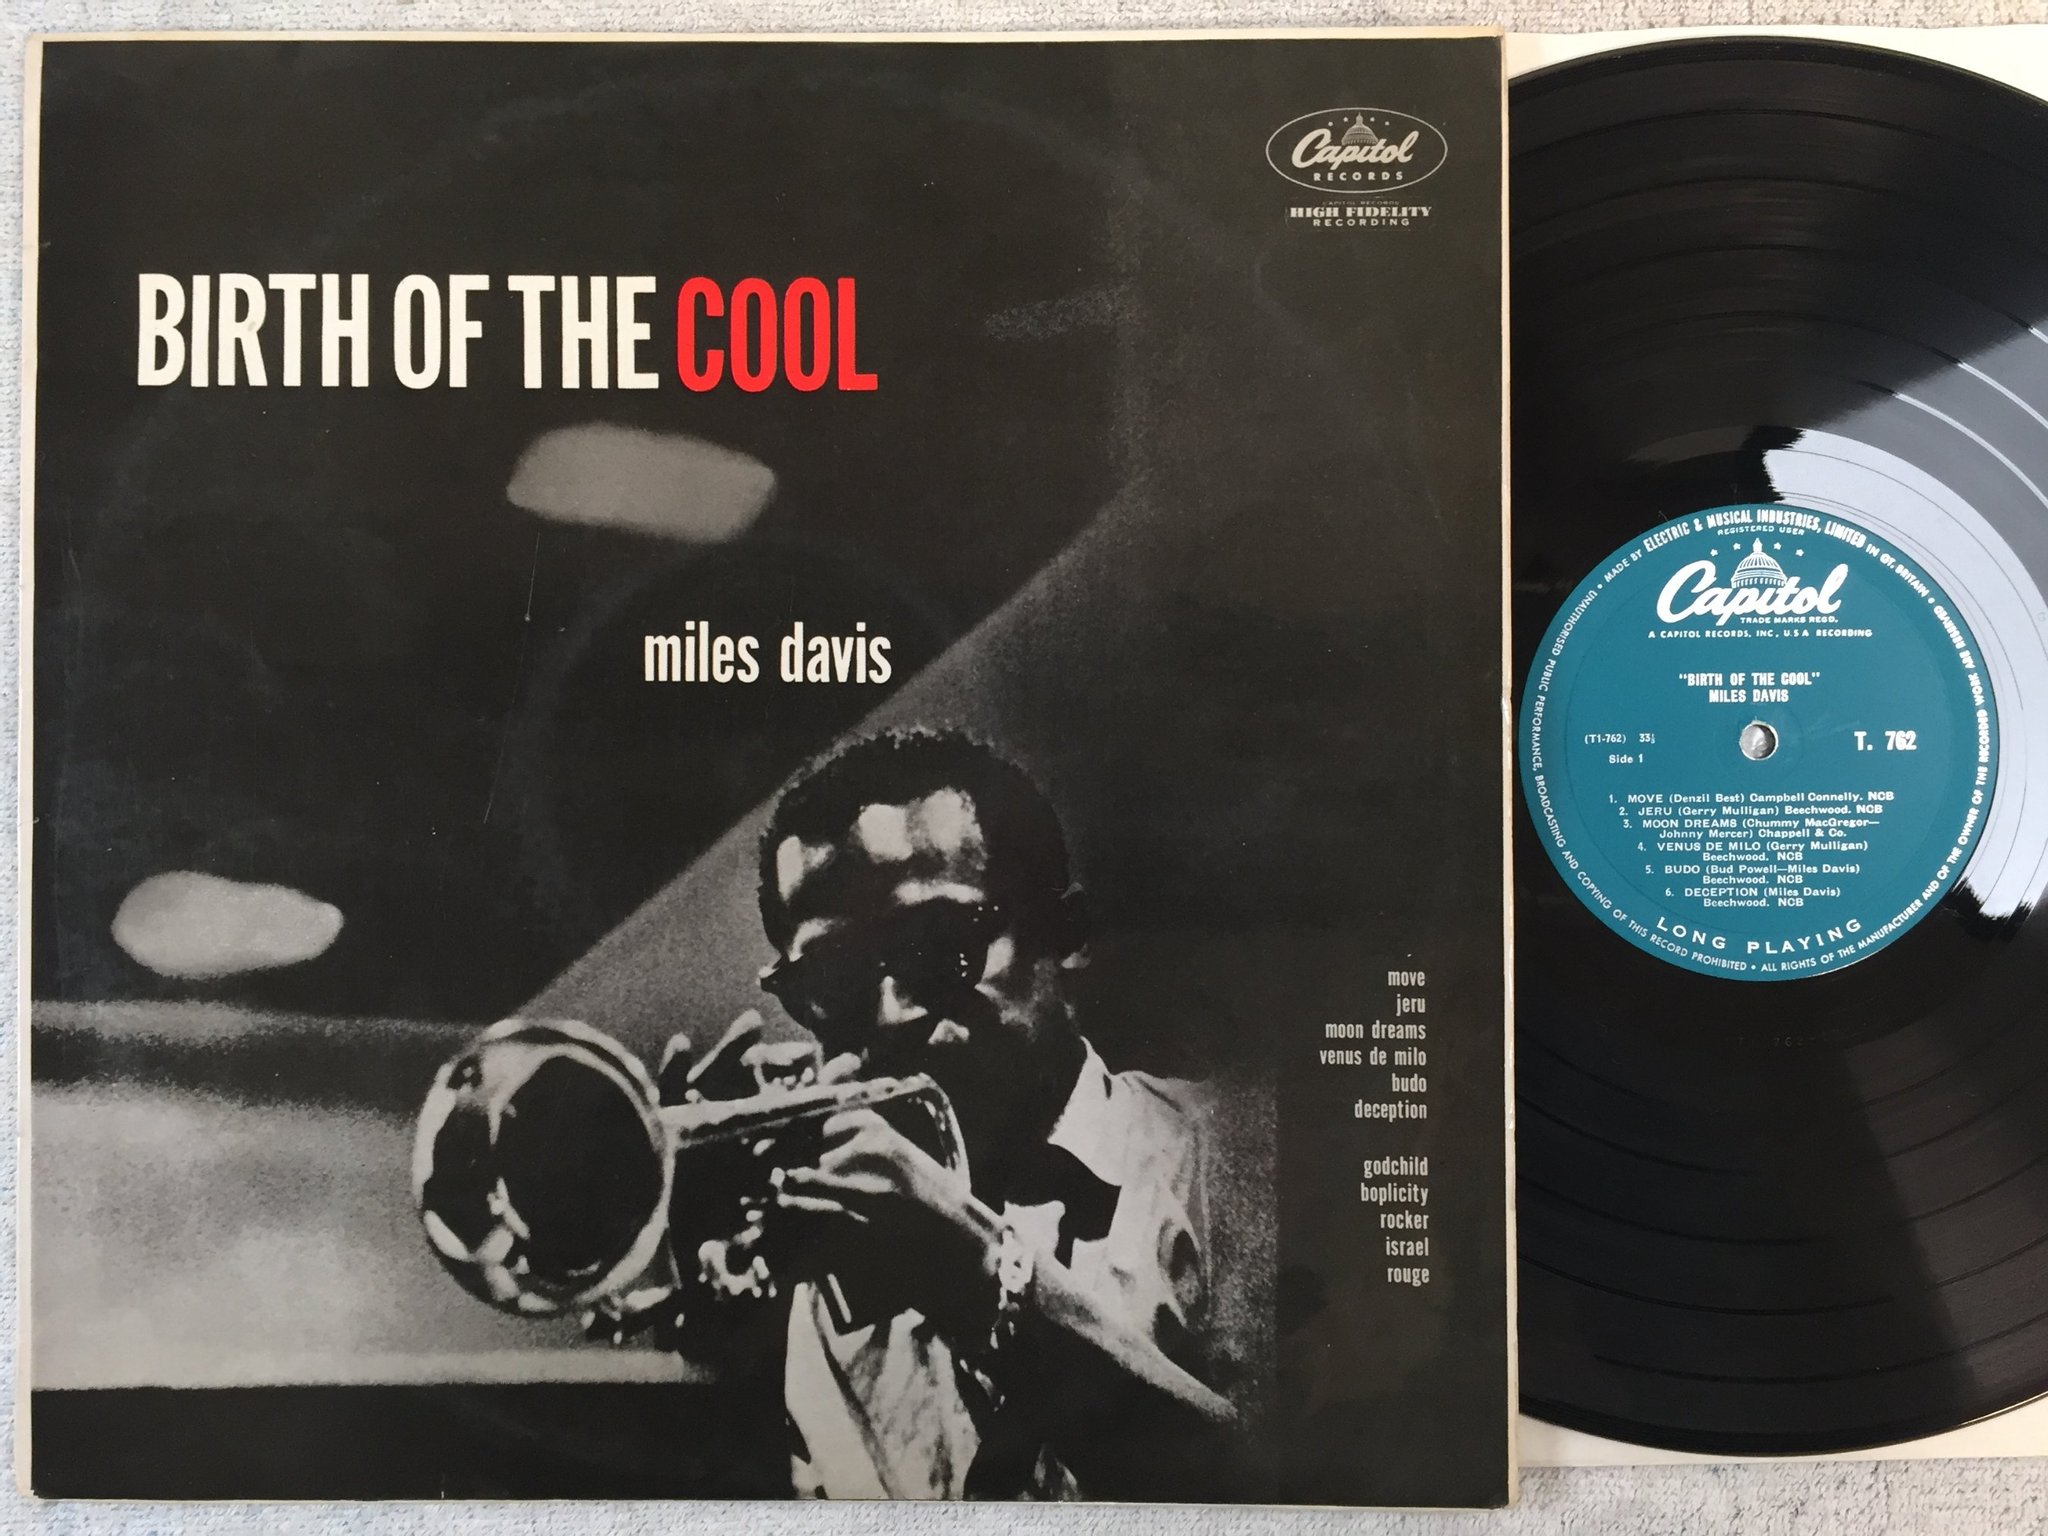 Capitol
RECORDS
CAPITOL RECORDS
HIGH FIDELITY
RECORDING
BIRTH OF THE COOL
miles davis
move
jeru
moon dreams
venus de milo
budo
deception
godchild
boplicity
rocker
israel
rouge
MADE BY ELECTRIC & MUSICAL INDUSTRIES, LIMITED IN GT. BRITAIN • ALL RIGHTS OF THE MANUFACTURER AND OF THE OWNER OF THE RECORDED WORK ARE RESERVED • UNAUTHORISED PUBLIC PERFORMANCE, BROADCASTING AND COPYING OF THIS RECORD PROHIBITED •
REGISTERED USER
Capitol
TRADE MARKS REGD.
A CAPITOL RECORDS, INC., U.S.A RECORDING
"BIRTH OF THE COOL"
MILES DAVIS
(T1-762) 33⅓
T. 762
Side 1
1. MOVE (Denzil Best) Campbell Connelly. NCB
2. JERU (Gerry Mulligan) Beechwood. NCB
3. MOON DREAMS (Chummy MacGregor—
Johnny Mercer) Chappell & Co.
4. VENUS DE MILO (Gerry Mulligan)
Beechwood. NCB
5. BUDO (Bud Powell—Miles Davis)
Beechwood. NCB
6. DECEPTION (Miles Davis)
Beechwood. NCB
LONG PLAYING